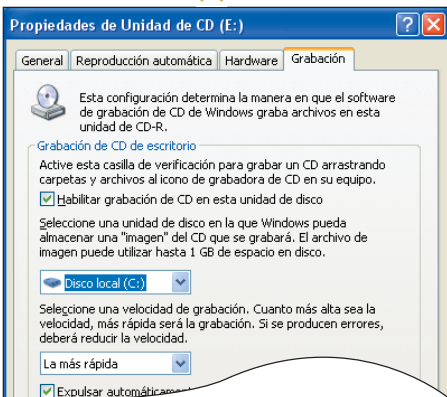 Propiedades de Unidad de CD (E:)
General Reproducción automática Hardware Grabación
Esta configuración determina la manera en que el software
de grabación de CD de Windows graba archivos en esta
unidad de CD-R.
Grabación de CD de escritorio
Active esta casilla de verificación para grabar un CD arrastrando
carpetas y archivos al icono de grabadora de CD en su equipo.
Habilitar grabación de CD en esta unidad de disco
Seleccione una unidad de disco en la que Windows pueda
almacenar una "imagen" del CD que se grabará. El archivo de
imagen puede utilizar hasta 1 GB de espacio en disco.
Disco local (C:)
Seleccione una velocidad de grabación. Cuanto más alta sea la
velocidad, más rápida será la grabación. Si se producen errores,
deberá reducir la velocidad.
La más rápida
Expulsar